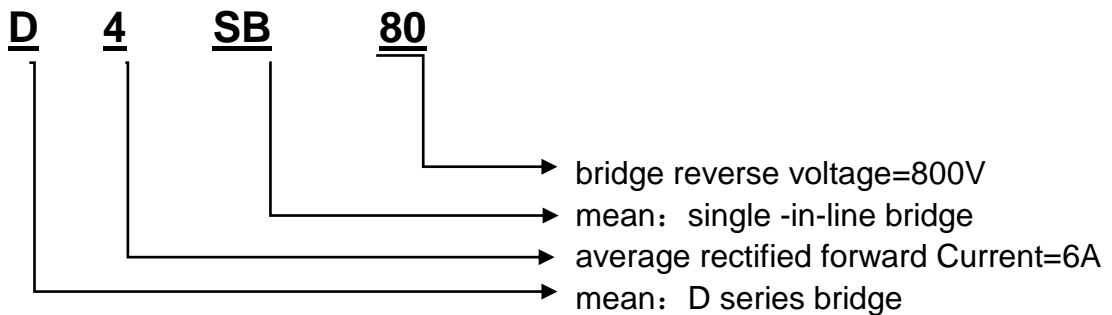 D 4 SB 80
bridge reverse voltage=800V
mean：single -in-line bridge
average rectified forward Current=6A
mean：D series bridge